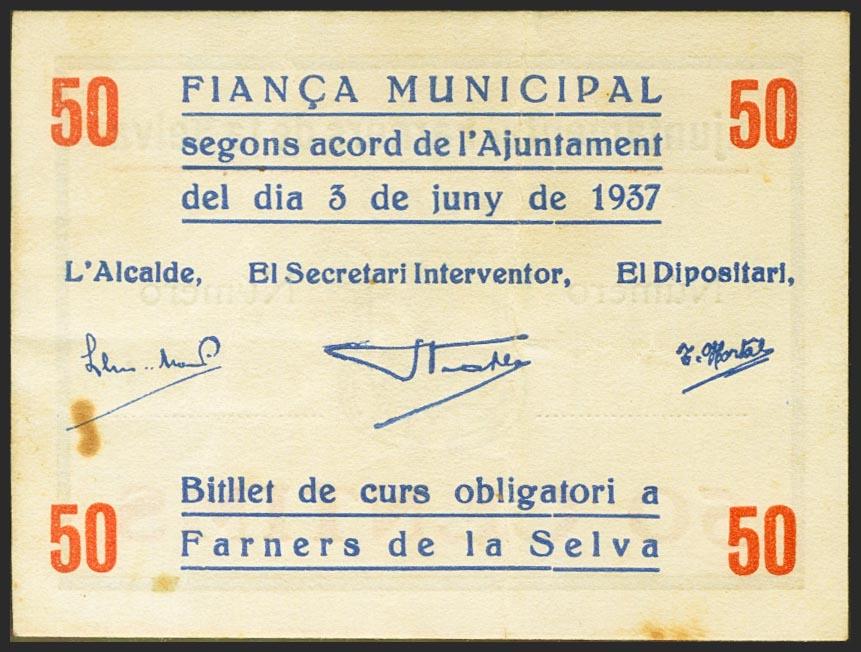 50 FIANÇA MUNICIPAL 50
segons acord de l'Ajuntament
del dia 3 de juny de 1937
L'Alcalde, El Secretari Interventor, El Dipositari,
Bitllet de curs obligatori a
50 Farners de la Selva 50